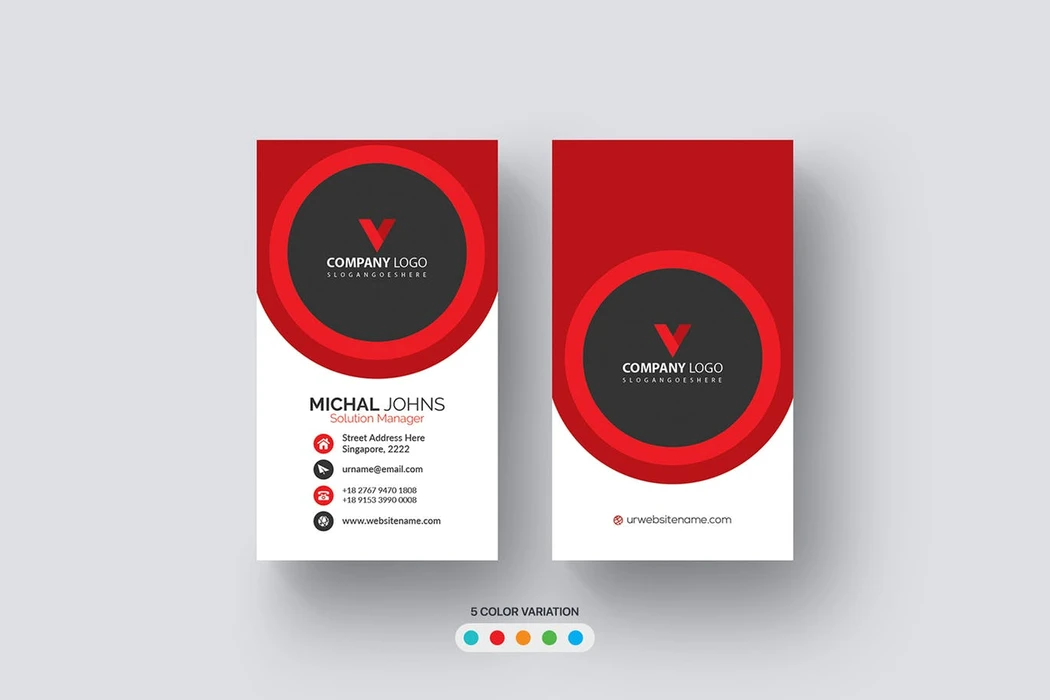 COMPANY LOGO
SLOGANGOESHERE
MICHAL JOHNS
Solution Manager
Street Address Here
Singapore, 2222
urname@email.com
+18 2767 9470 1808
+18 9153 3990 0008
www.websitename.com
COMPANY LOGO
SLOGANGOESHERE
urwebsitename.com
5 COLOR VARIATION